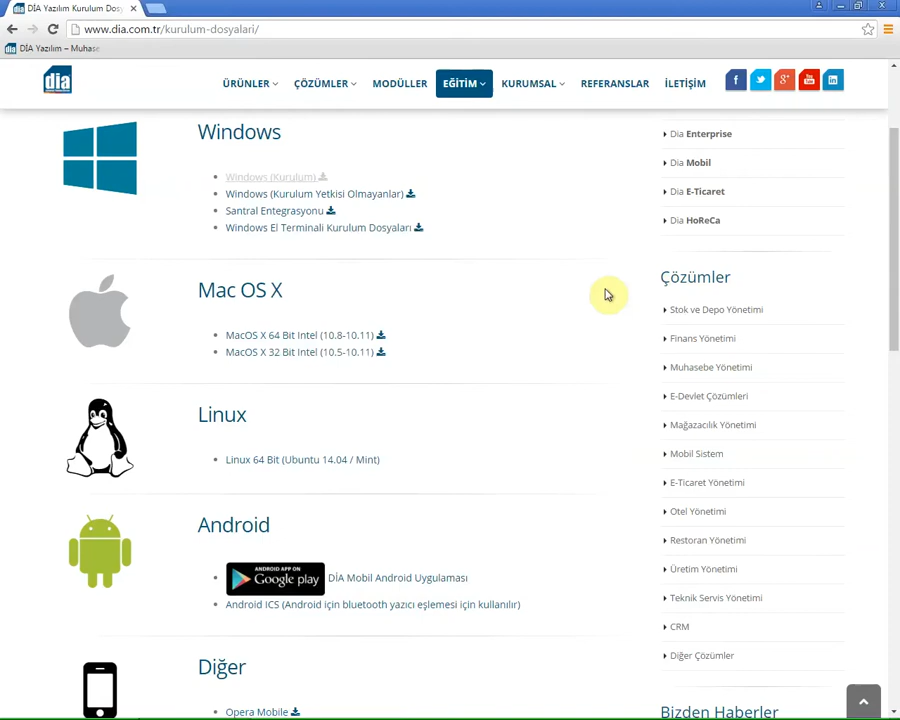 DİA Yazılım Kurulum Dosy
www.dia.com.tr/kurulum-dosyalari/
DİA Yazılım – Muhase
dia
ÜRÜNLER
ÇÖZÜMLER
MODÜLLER
EĞİTİM
KURUMSAL
REFERANSLAR
İLETİŞİM
Windows
Windows (Kurulum)
Windows (Kurulum Yetkisi Olmayanlar)
Santral Entegrasyonu
Windows El Terminali Kurulum Dosyaları
Mac OS X
MacOS X 64 Bit Intel (10.8-10.11)
MacOS X 32 Bit Intel (10.5-10.11)
Linux
Linux 64 Bit (Ubuntu 14.04 / Mint)
Android
ANDROID APP ON
Google play
DİA Mobil Android Uygulaması
Android ICS (Android için bluetooth yazıcı eşlemesi için kullanılır)
Diğer
Opera Mobile
Dia Enterprise
Dia Mobil
Dia E-Ticaret
Dia HoReCa
Çözümler
Stok ve Depo Yönetimi
Finans Yönetimi
Muhasebe Yönetimi
E-Devlet Çözümleri
Mağazacılık Yönetimi
Mobil Sistem
E-Ticaret Yönetimi
Otel Yönetimi
Restoran Yönetimi
Üretim Yönetimi
Teknik Servis Yönetimi
CRM
Diğer Çözümler
Bizden Haberler